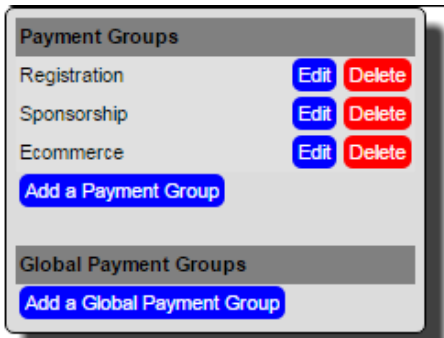 Payment Groups
Registration Edit Delete
Sponsorship Edit Delete
Ecommerce Edit Delete
Add a Payment Group
Global Payment Groups
Add a Global Payment Group